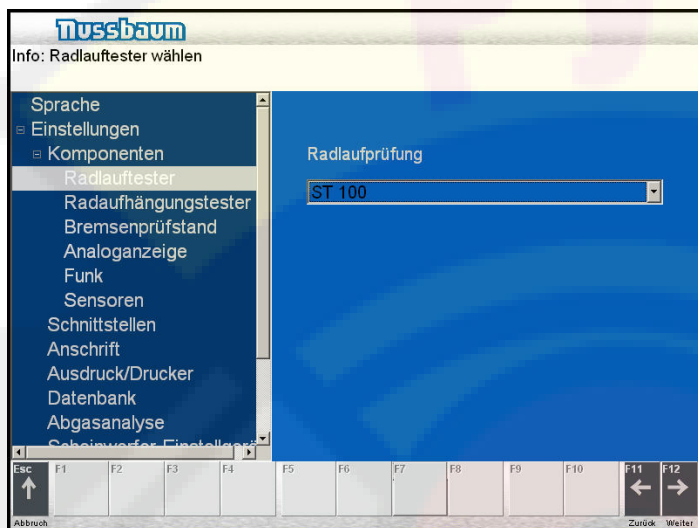 Nussbaum
Info: Radlauftester wählen
Sprache
Einstellungen
Komponenten
Radlauftester
Radaufhängungstester
Bremsenprüfstand
Analoganzeige
Funk
Sensoren
Schnittstellen
Anschrift
Ausdruck/Drucker
Datenbank
Abgasanalyse
Scheinwerfer-Einstellgerä
Radlaufprüfung
ST 100
Esc F1 F2 F3 F4 F5 F6 F7 F8 F9 F10 F11 F12
Abbruch Zurück Weiter